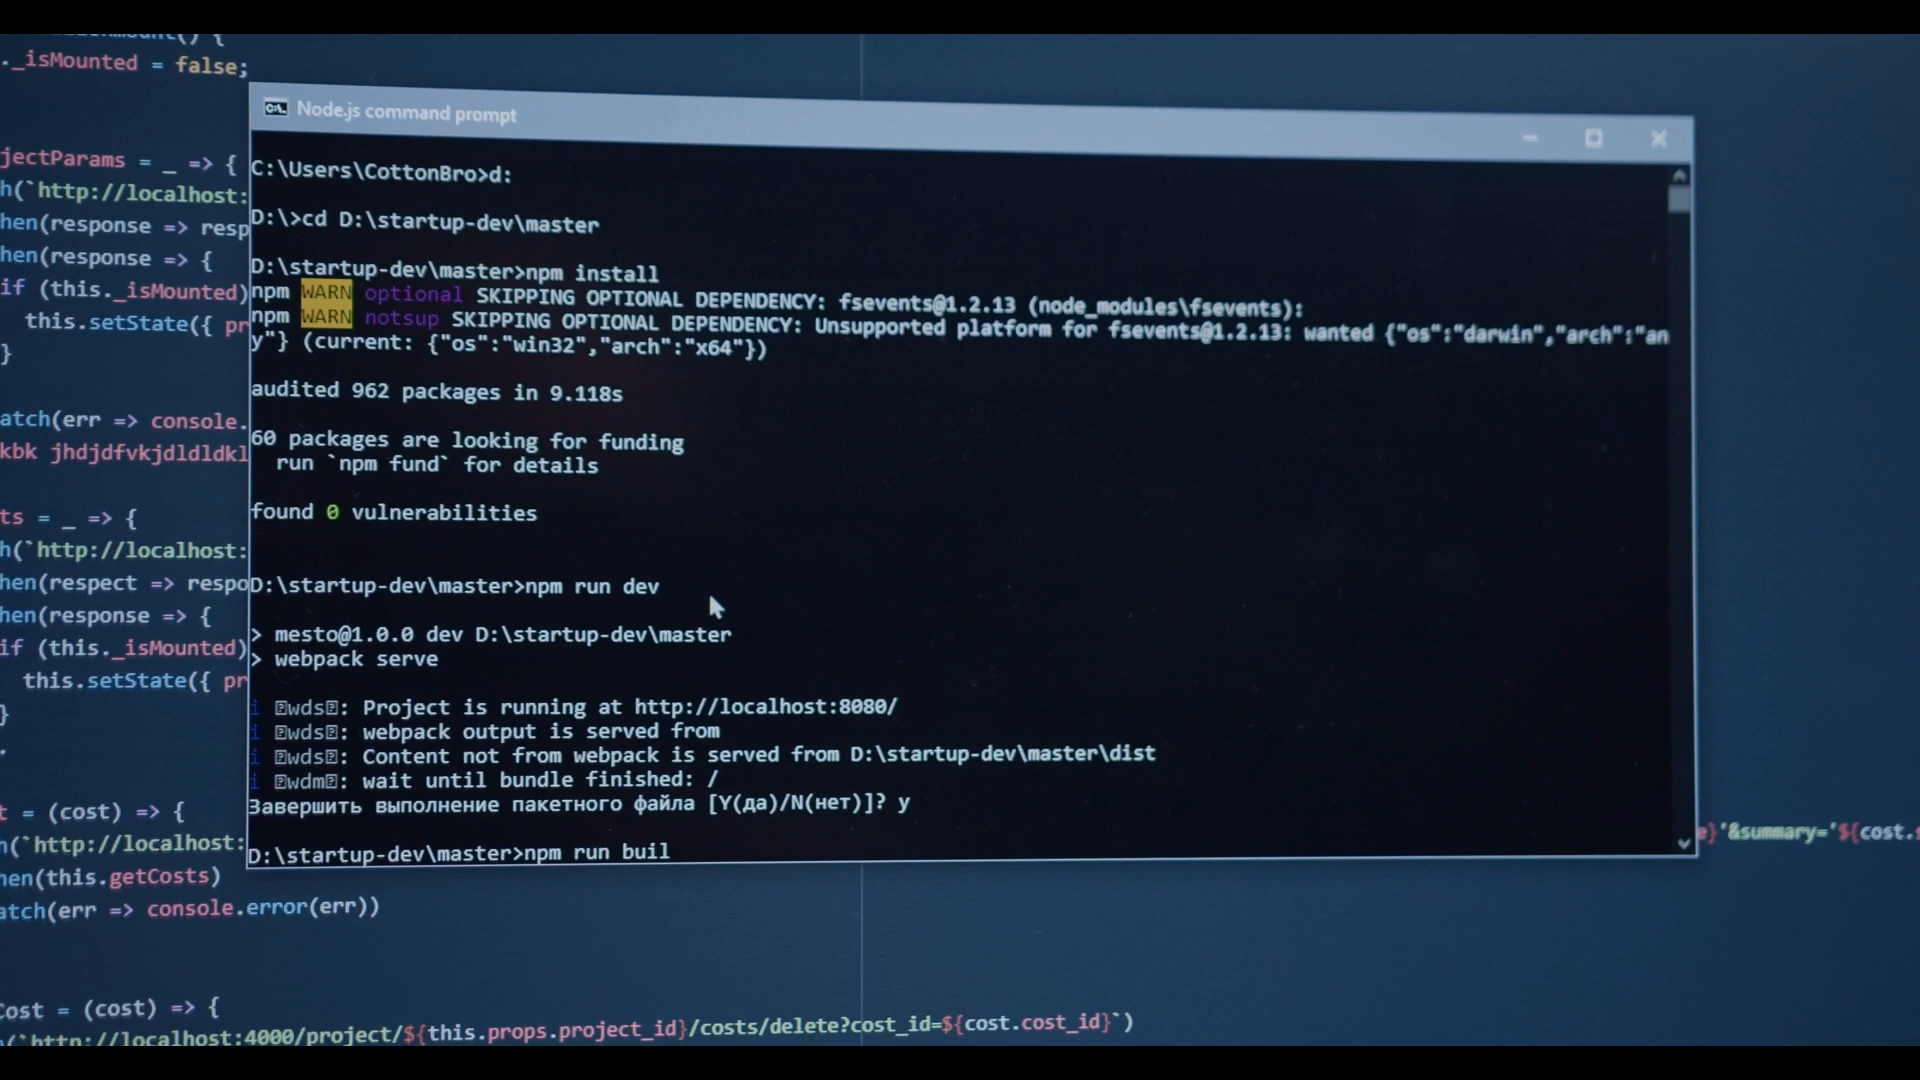 ._isMounted = false;
Node.js command prompt
C:\Users\CottonBro>d:
D:\>cd D:\startup-dev\master
D:\startup-dev\master>npm install
npm WARN optional SKIPPING OPTIONAL DEPENDENCY: fsevents@1.2.13 (node_modules\fsevents):
npm WARN notsup SKIPPING OPTIONAL DEPENDENCY: Unsupported platform for fsevents@1.2.13: wanted {"os":"darwin","arch":"an
y"} (current: {"os":"win32","arch":"x64"})
audited 962 packages in 9.118s
60 packages are looking for funding
run `npm fund` for details
found 0 vulnerabilities
D:\startup-dev\master>npm run dev
> mesto@1.0.0 dev D:\startup-dev\master
> webpack serve
i ⍰wds⍰: Project is running at http://localhost:8080/
i ⍰wds⍰: webpack output is served from
i ⍰wds⍰: Content not from webpack is served from D:\startup-dev\master\dist
i ⍰wdm⍰: wait until bundle finished: /
Завершить выполнение пакетного файла [Y(да)/N(нет)]? y
D:\startup-dev\master>npm run buil
jectParams = _ => {
h(`http://localhost:
hen(response => resp
hen(response => {
if (this._isMounted)
this.setState({ pr
}
atch(err => console.
kbk jhdjdfvkjdldldkl
ts = _ => {
h(`http://localhost:
hen(respect => respo
hen(response => {
if (this._isMounted)
this.setState({ pr
}
t = (cost) => {
h(`http://localhost:
e}'&summary='${cost.
hen(this.getCosts)
atch(err => console.error(err))
Cost = (cost) => {
(`http://localhost:4000/project/${this.props.project_id}/costs/delete?cost_id=${cost.cost_id}`)